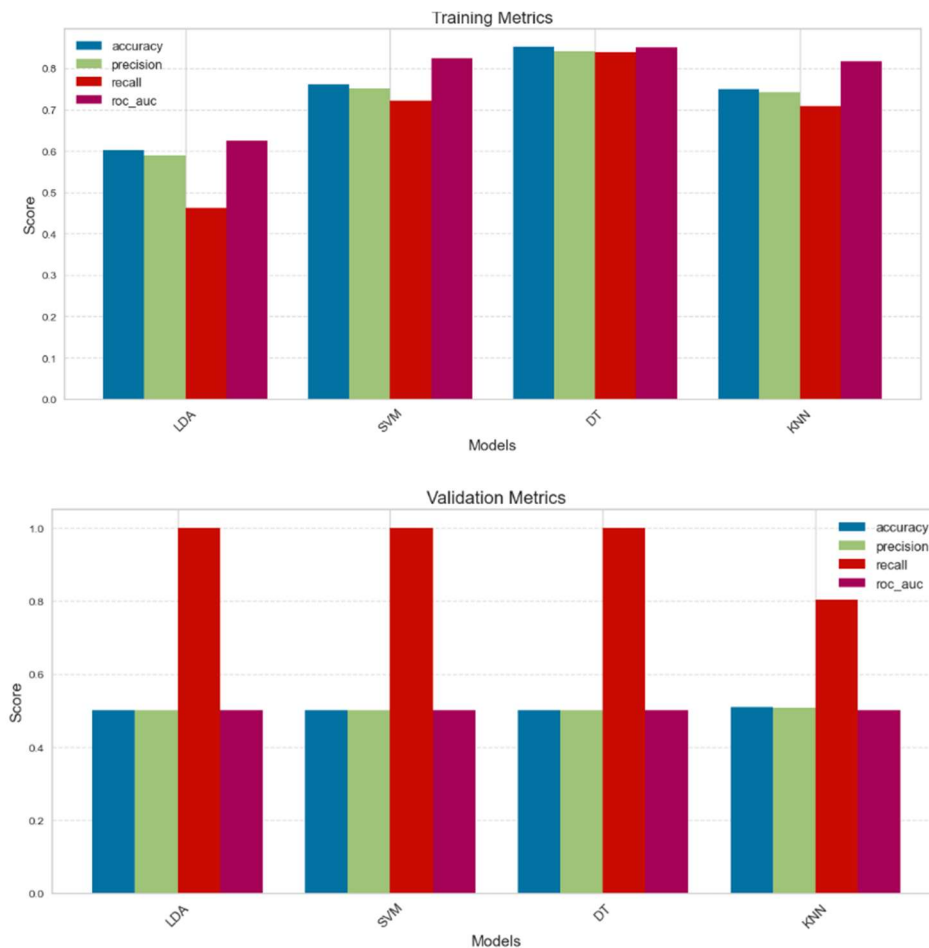 Training Metrics
accuracy
precision
recall
roc_auc
0.8
0.7
0.6
0.5
0.4
0.3
0.2
0.1
0.0
Score
LDA
SVM
DT
KNN
Models
Validation Metrics
accuracy
precision
recall
roc_auc
1.0
0.8
0.6
0.4
0.2
0.0
Score
LDA
SVM
DT
KNN
Models